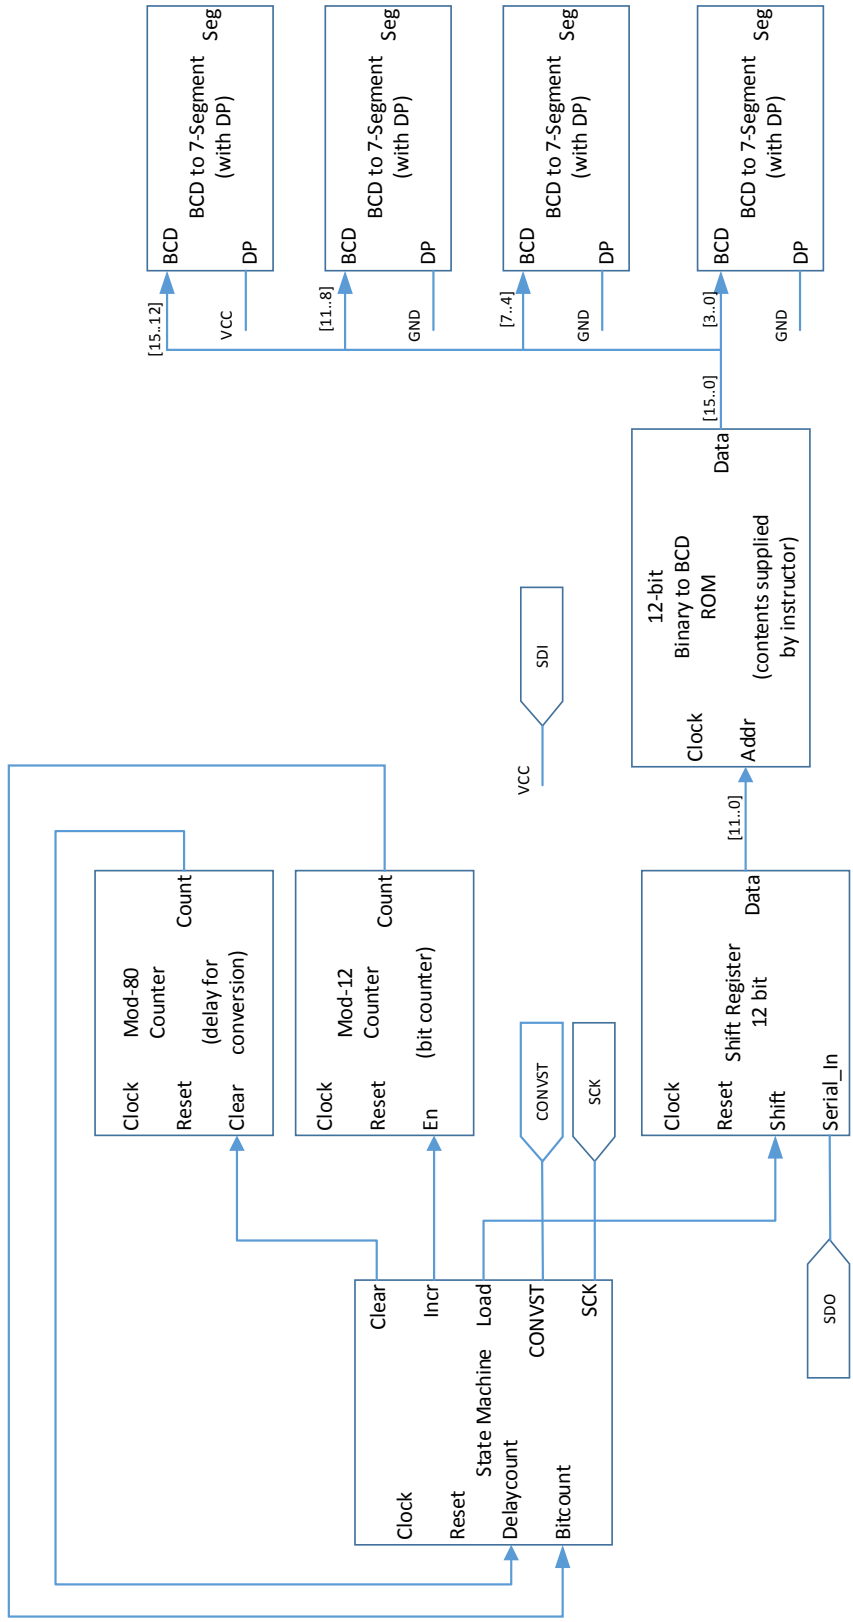 Clock
Reset
State Machine
Delaycount
Bitcount
Clear
Incr
Load
CONVST
SCK
Clock
Reset
Clear
Mod-80
Counter
(delay for
conversion)
Count
Clock
Reset
En
Mod-12
Counter
(bit counter)
Count
CONVST
SCK
SDO
Clock
Reset
Shift
Serial_In
Shift Register
12 bit
Data
[11..0]
VCC
SDI
Clock
Addr
12-bit
Binary to BCD
ROM
(contents supplied
by instructor)
Data
[15..0]
[15..12]
VCC
BCD
DP
BCD to 7-Segment
(with DP)
Seg
[11..8]
GND
BCD
DP
BCD to 7-Segment
(with DP)
Seg
[7..4]
GND
BCD
DP
BCD to 7-Segment
(with DP)
Seg
[3..0]
GND
BCD
DP
BCD to 7-Segment
(with DP)
Seg